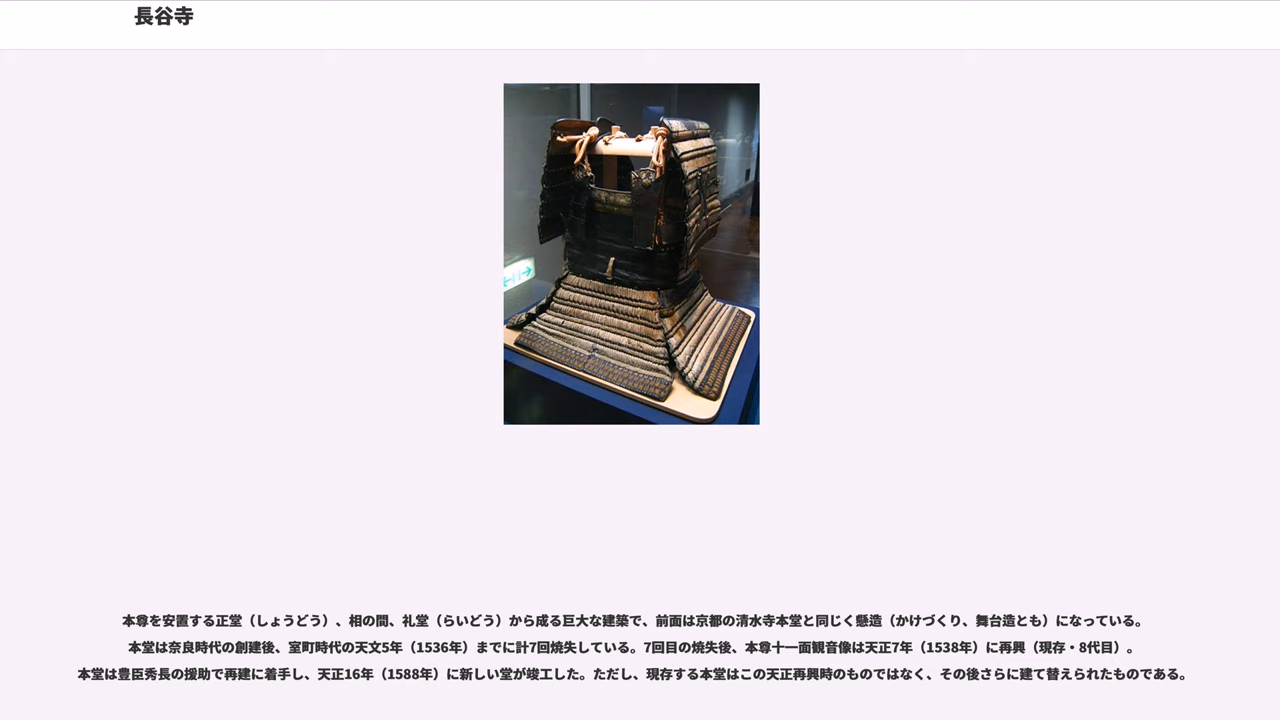 長谷寺
本尊を安置する正堂（しょうどう）、相の間、礼堂（らいどう）から成る巨大な建築で、前面は京都の清水寺本堂と同じく懸造（かけづくり、舞台造とも）になっている。
本堂は奈良時代の創建後、室町時代の天文5年（1536年）までに計7回焼失している。7回目の焼失後、本尊十一面観音像は天正7年（1538年）に再興（現存・8代目）。
本堂は豊臣秀長の援助で再建に着手し、天正16年（1588年）に新しい堂が竣工した。ただし、現存する本堂はこの天正再興時のものではなく、その後さらに建て替えられたものである。